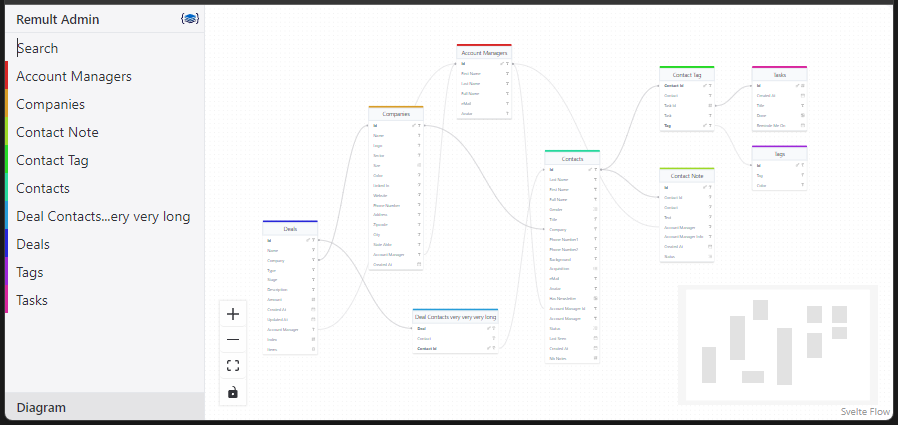 Remult Admin
Search
Account Managers
Companies
Contact Note
Contact Tag
Contacts
Deal Contacts...ery very long
Deals
Tags
Tasks
Diagram
Account Managers
Id
First Name
Last Name
Full Name
eMail
Avatar
Companies
Id
Name
Logo
Sector
Size
Color
Linked In
Website
Phone Number
Address
Zipcode
City
State Abbr
Account Manager
Created At
Deals
Id
Name
Company
Type
Stage
Description
Amount
Created At
Updated At
Account Manager
Index
Deal Contacts very very very long
Deal
Contact
Contact Id
Contacts
Id
Last Name
First Name
Full Name
Gender
Title
Company
Phone Number1
Phone Number2
Background
Acquisition
eMail
Avatar
Has Newsletter
Account Manager Id
Account Manager
Status
Last Seen
Created At
Nb Note
Contact Tag
Contact Id
Contact
Task Id
Task
Tag
Tasks
Id
Created At
Title
Done
Reminde Me On
Contact Note
Id
Contact Id
Contact
Text
Account Manager
Account Manager Info
Created At
Status
Tags
Id
Tag
Color
Svelte Flow